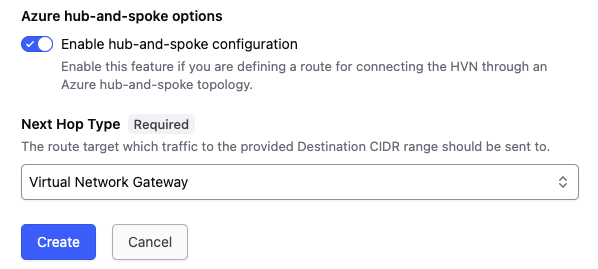 Azure hub-and-spoke options
Enable hub-and-spoke configuration
Enable this feature if you are defining a route for connecting the HVN through an
Azure hub-and-spoke topology.
Next Hop Type Required
The route target which traffic to the provided Destination CIDR range should be sent to.
Virtual Network Gateway
Create Cancel